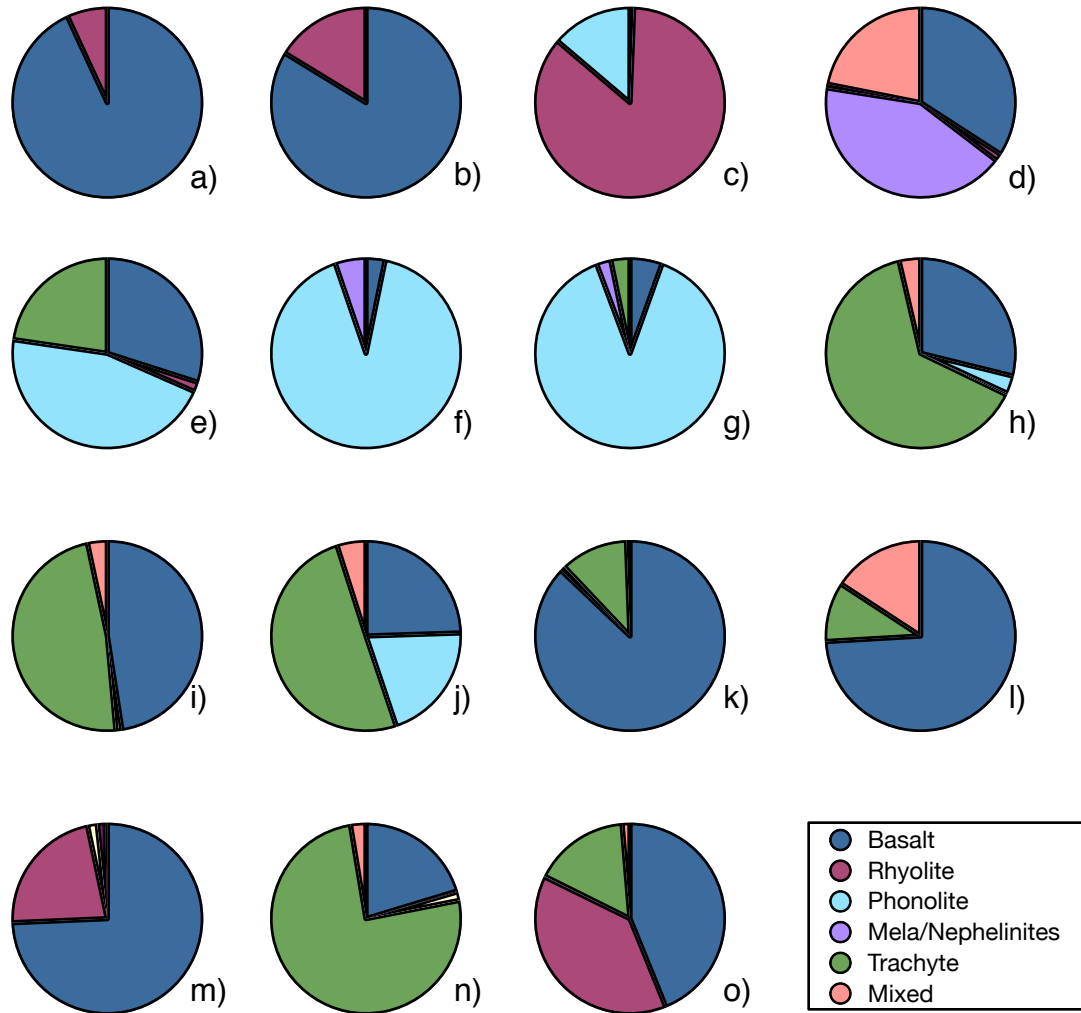 a)
b)
c)
d)
e)
f)
g)
h)
i)
j)
k)
l)
m)
n)
o)
Basalt
Rhyolite
Phonolite
Mela/Nephelinites
Trachyte
Mixed